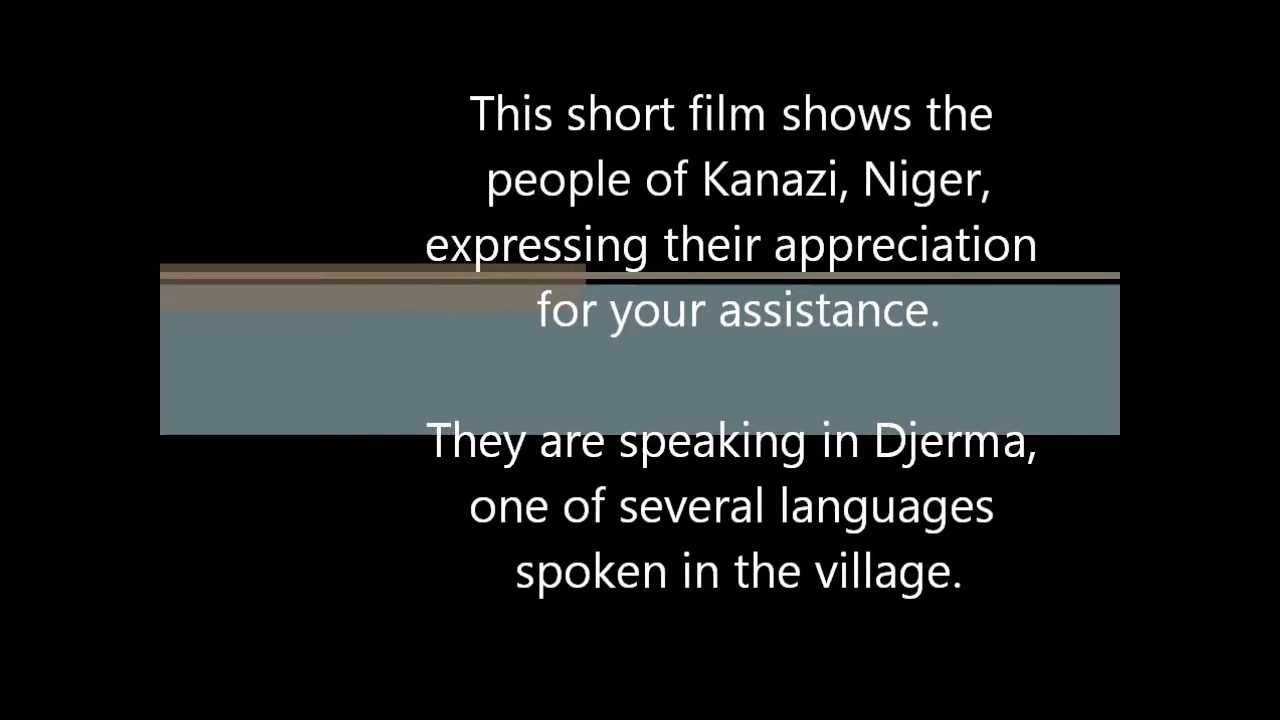 This short film shows the
people of Kanazi, Niger,
expressing their appreciation
for your assistance.
They are speaking in Djerma,
one of several languages
spoken in the village.